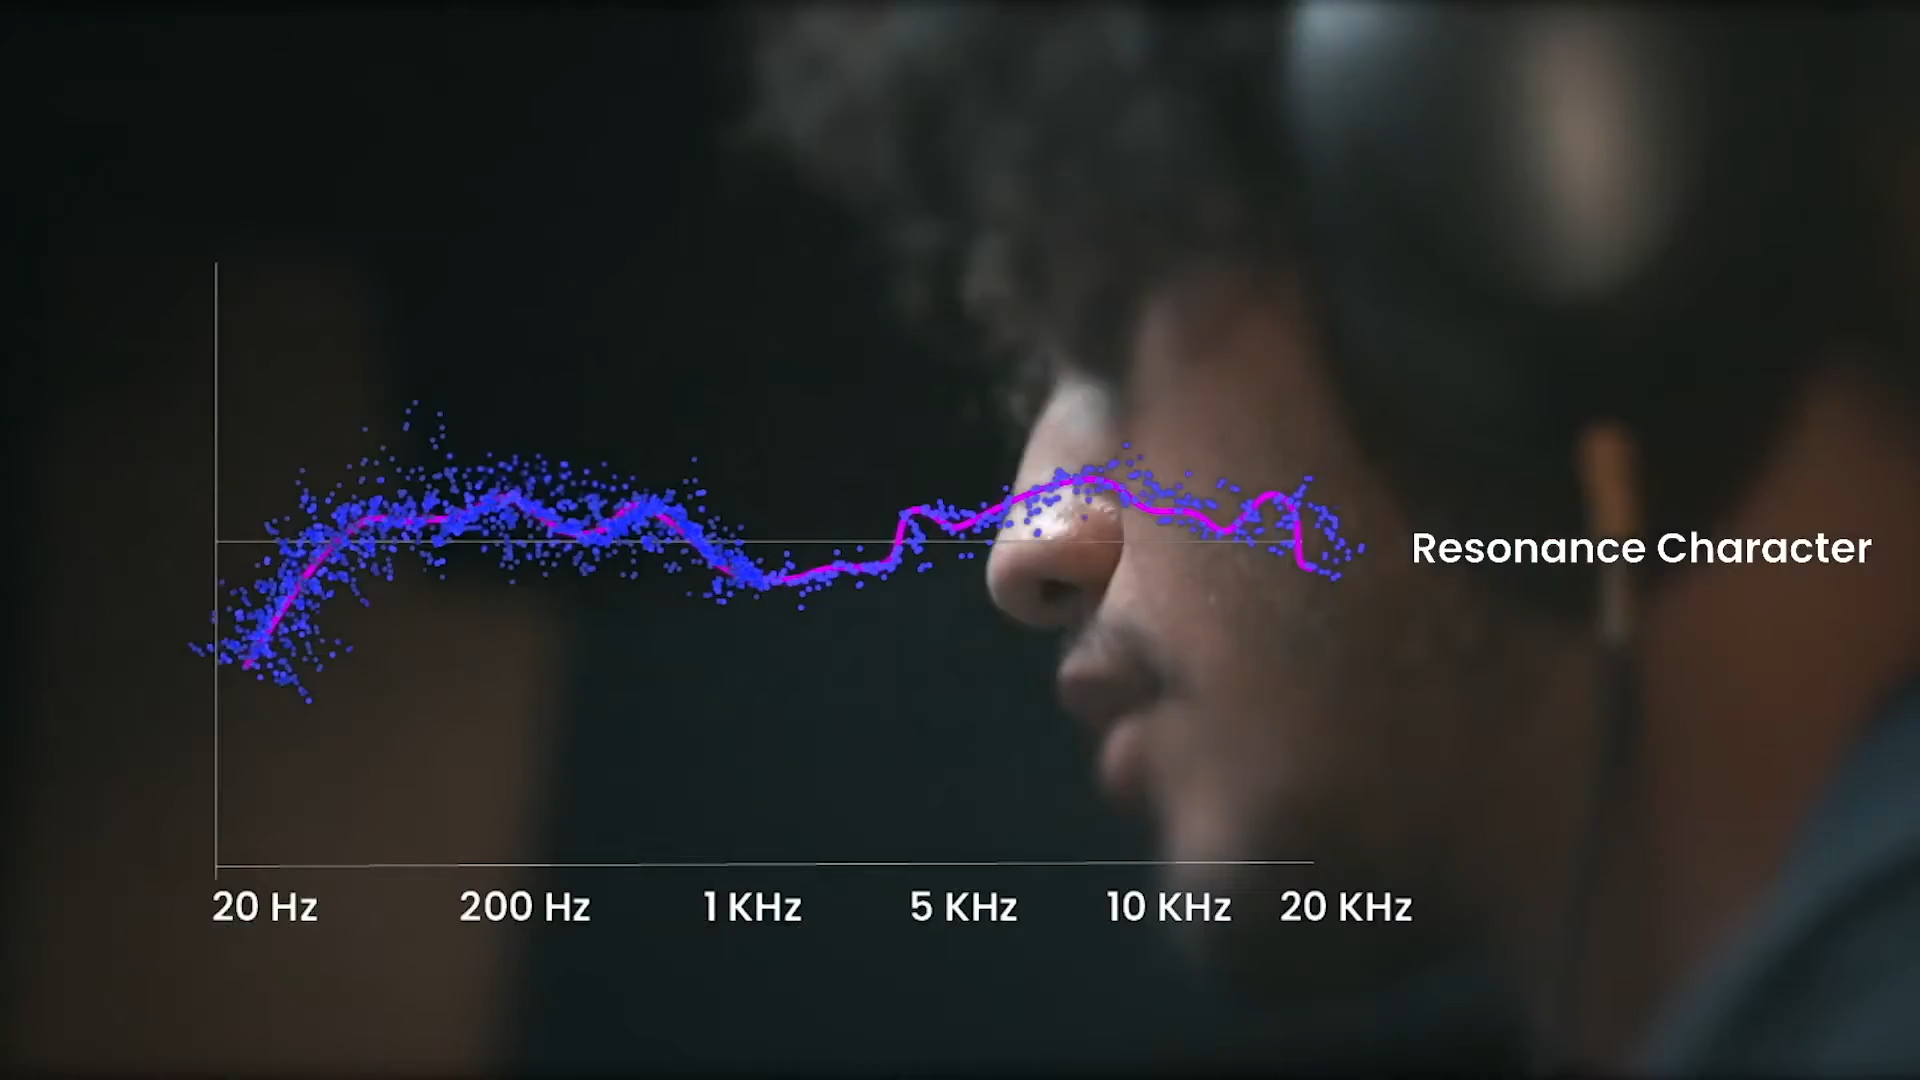 Resonance Character
20 Hz
200 Hz
1 KHz
5 KHz
10 KHz
20 KHz